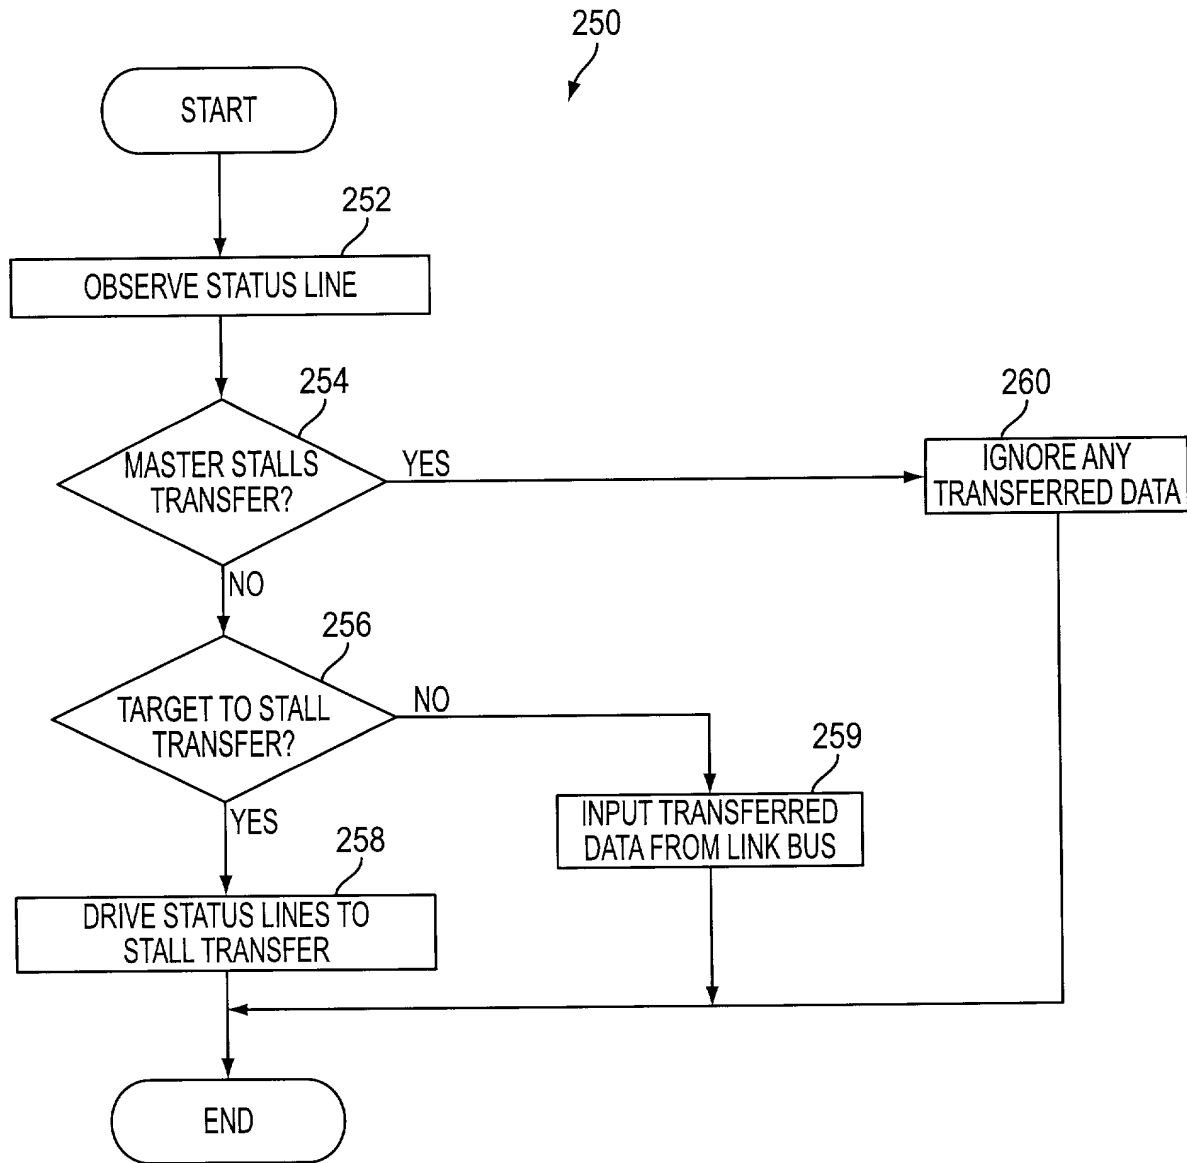 250
START
252
OBSERVE STATUS LINE
254
MASTER STALLS
TRANSFER?
YES
260
IGNORE ANY
TRANSFERRED DATA
NO
256
TARGET TO STALL
TRANSFER?
NO
259
INPUT TRANSFERRED
DATA FROM LINK BUS
YES
258
DRIVE STATUS LINES TO
STALL TRANSFER
END